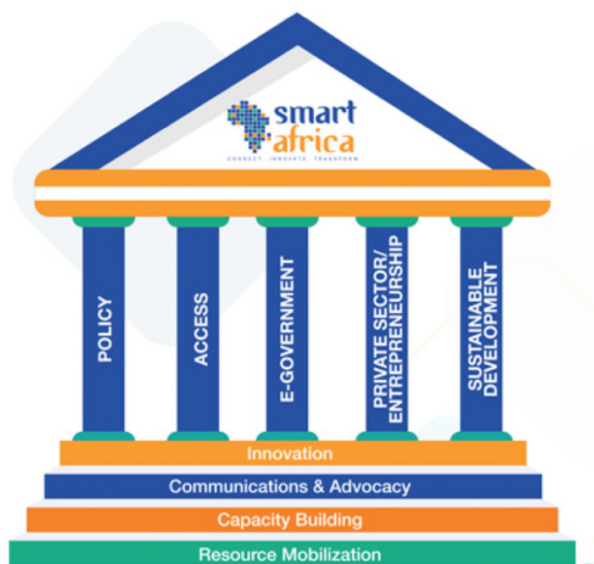 smart
africa
CONNECT. INNOVATE. TRANSFORM
POLICY
ACCESS
E-GOVERNMENT
PRIVATE SECTOR/
ENTREPRENEURSHIP
SUSTAINABLE
DEVELOPMENT
Innovation
Communications & Advocacy
Capacity Building
Resource Mobilization